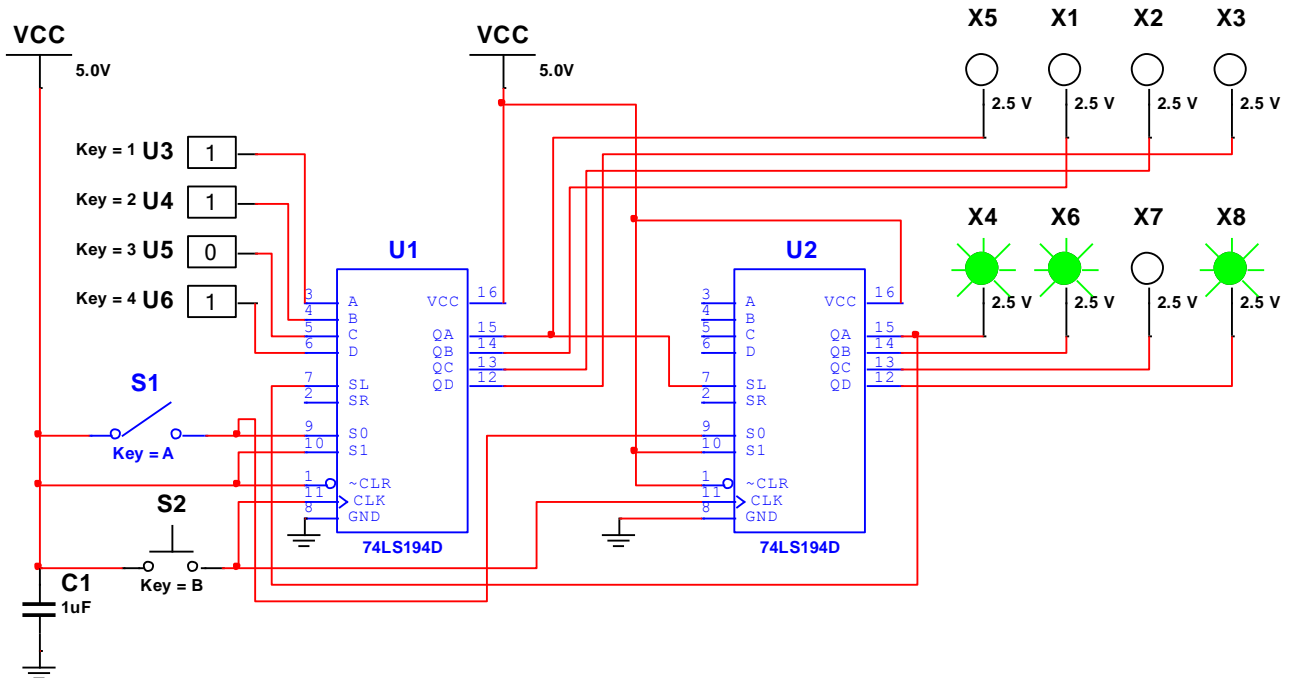 VCC
5.0V
VCC
5.0V
X5 X1 X2 X3
2.5 V 2.5 V 2.5 V 2.5 V
Key = 1 U3 1
Key = 2 U4 1
Key = 3 U5 0
Key = 4 U6 1
X4 X6 X7 X8
2.5 V 2.5 V 2.5 V 2.5 V
U1
3 A VCC 16
4 B
5 C QA 15
6 D QB 14
QC 13
7 SL QD 12
2 SR
9 S0
10 S1
1 ~CLR
11 CLK
8 GND
74LS194D
U2
3 A VCC 16
4 B
5 C QA 15
6 D QB 14
QC 13
7 SL QD 12
2 SR
9 S0
10 S1
1 ~CLR
11 CLK
8 GND
74LS194D
S1
Key = A
S2
Key = B
C1
1uF